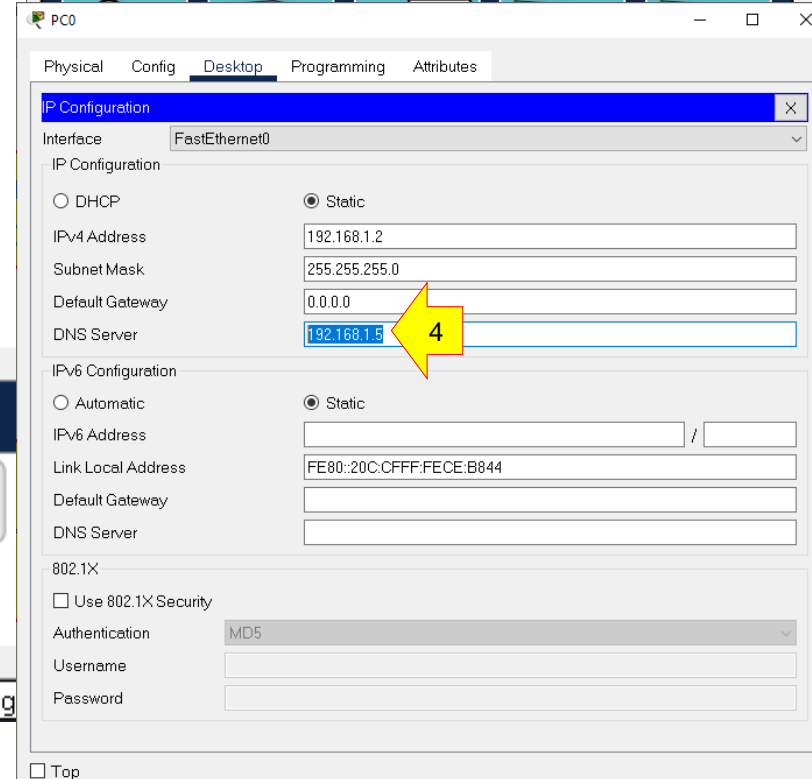 PC0
Physical Config Desktop Programming Attributes
IP Configuration X
Interface FastEthernet0
IP Configuration
DHCP Static
IPv4 Address 192.168.1.2
Subnet Mask 255.255.255.0
Default Gateway 0.0.0.0
DNS Server 192.168.1.5 4
IPv6 Configuration
Automatic Static
IPv6 Address /
Link Local Address FE80::20C:CFFF:FECE:B844
Default Gateway
DNS Server
802.1X
Use 802.1X Security
Authentication MD5
Username
Password
g
Top